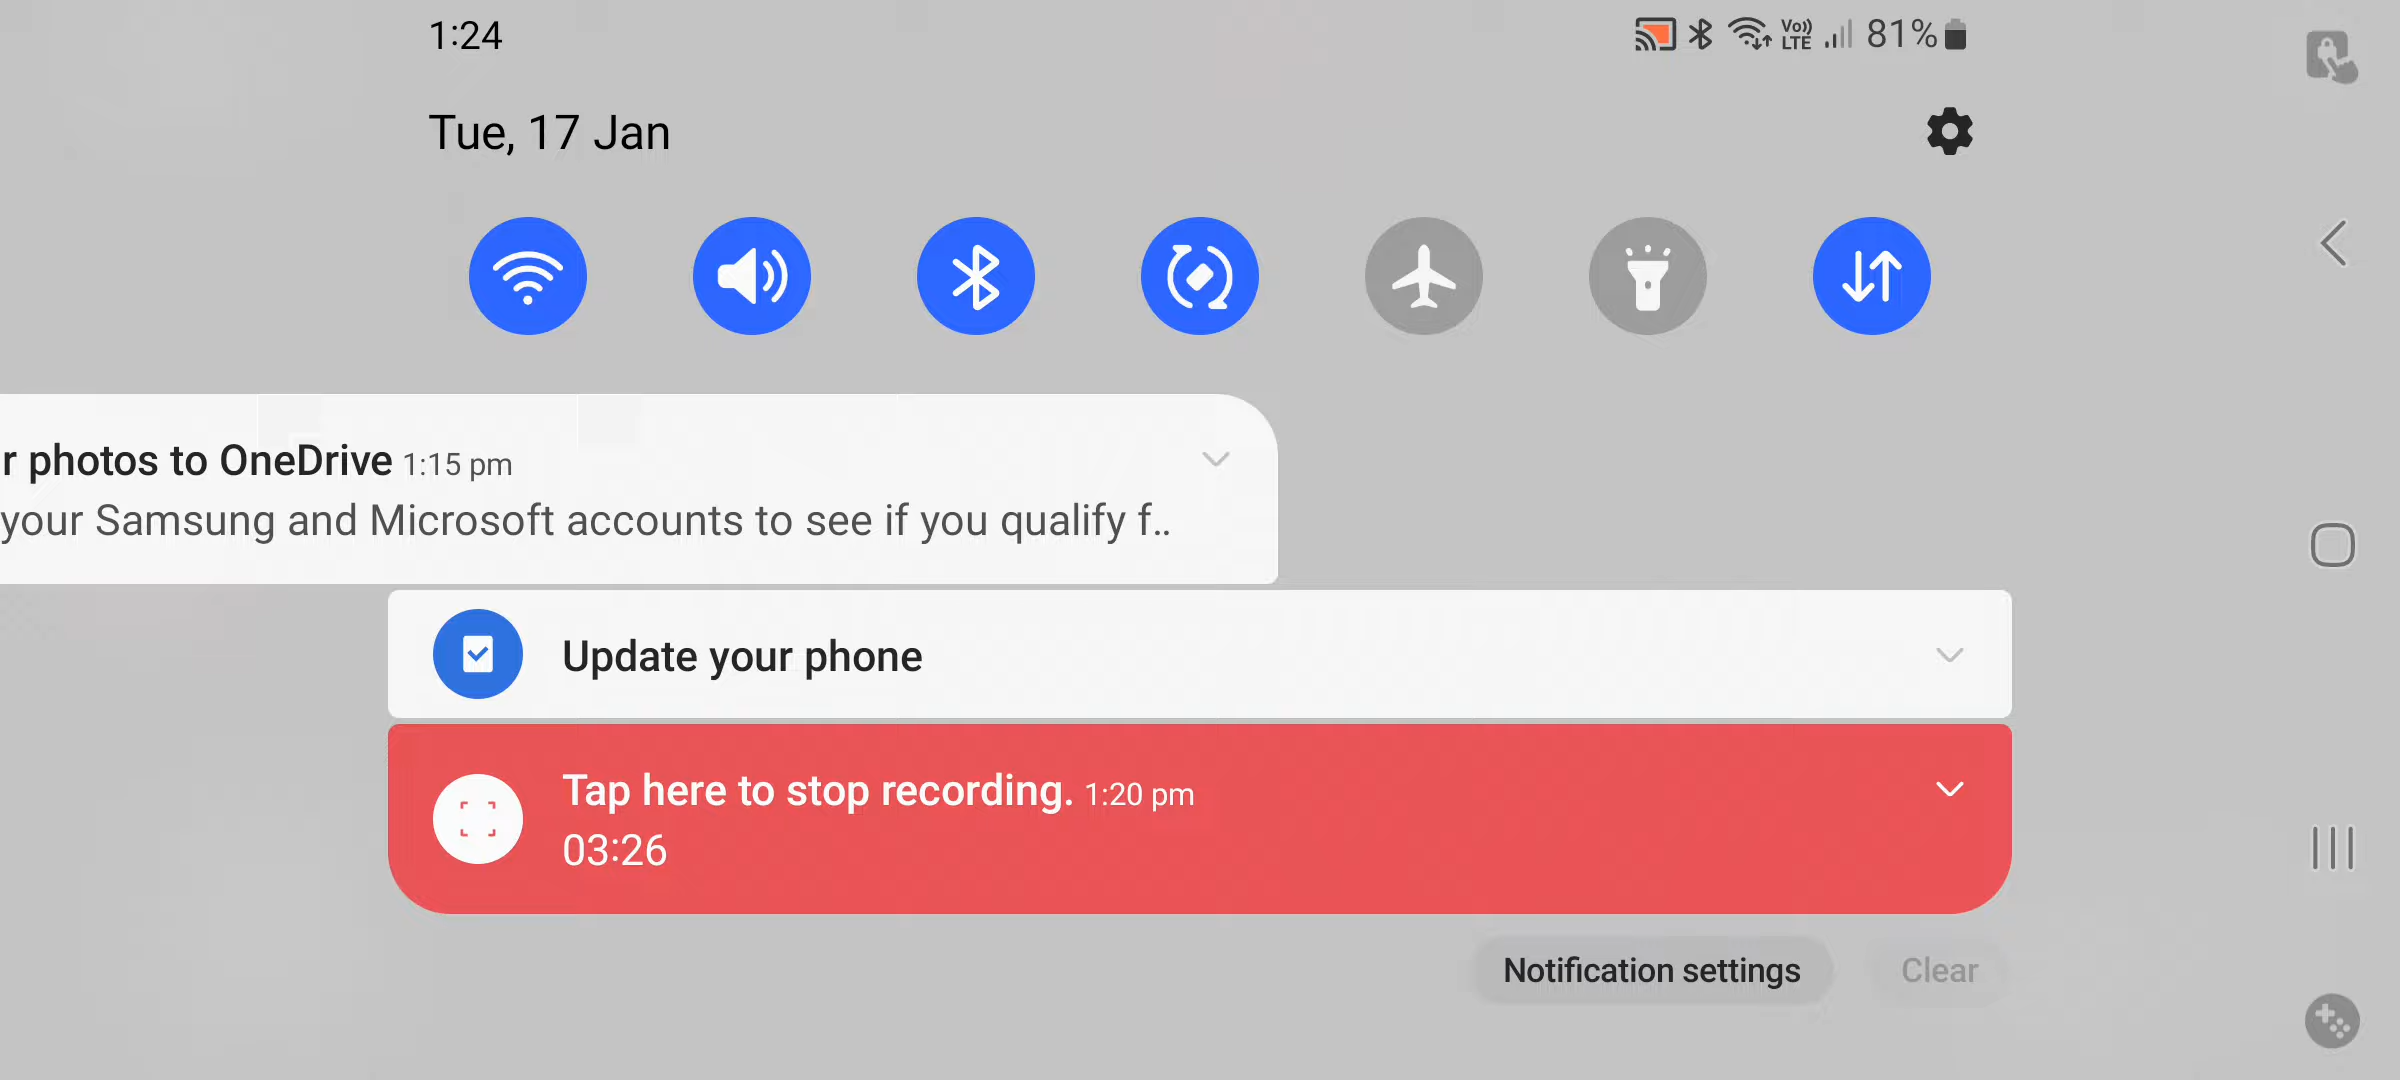 1:24
Vo)) LTE
81%
Tue, 17 Jan
r photos to OneDrive 1:15 pm
your Samsung and Microsoft accounts to see if you qualify f..
Update your phone
Tap here to stop recording. 1:20 pm
03:26
Notification settings
Clear